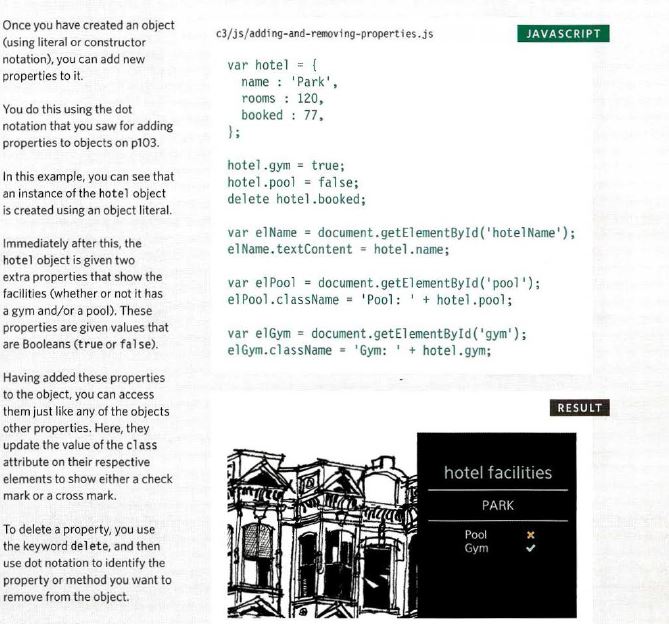 Once you have created an object
(using literal or constructor
notation), you can add new
properties to it.
You do this using the dot
notation that you saw for adding
properties to objects on p103.
In this example, you can see that
an instance of the hotel object
is created using an object literal.
Immediately after this, the
hotel object is given two
extra properties that show the
facilities (whether or not it has
a gym and/or a pool). These
properties are given values that
are Booleans (true or false).
Having added these properties
to the object, you can access
them just like any of the objects
other properties. Here, they
update the value of the class
attribute on their respective
elements to show either a check
mark or a cross mark.
To delete a property, you use
the keyword delete, and then
use dot notation to identify the
property or method you want to
remove from the object.
c3/js/adding-and-removing-properties.js
JAVASCRIPT
var hotel = {
  name : 'Park',
  rooms : 120,
  booked : 77,
};
hotel.gym = true;
hotel.pool = false;
delete hotel.booked;
var elName = document.getElementById('hotelName');
elName.textContent = hotel.name;
var elPool = document.getElementById('pool');
elPool.className = 'Pool: ' + hotel.pool;
var elGym = document.getElementById('gym');
elGym.className = 'Gym: ' + hotel.gym;
RESULT
hotel facilities
PARK
Pool ×
Gym ✓